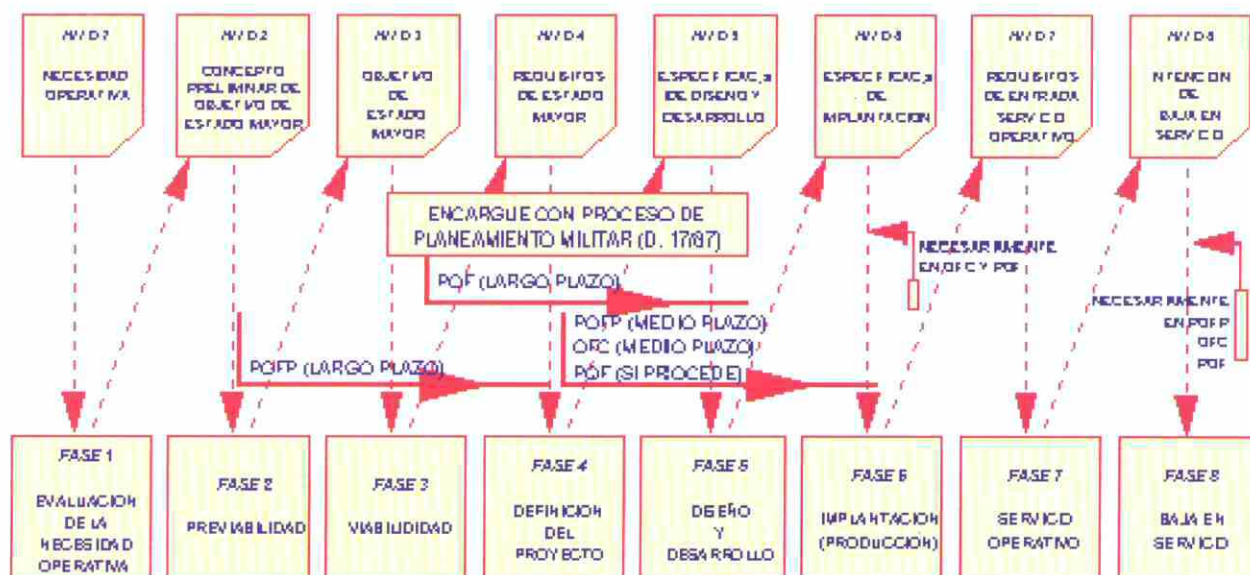 HITO 1
NECESIDAD
OPERATIVA
HITO 2
CONCEPTO
PRELIMINAR DE
OBJETIVO DE
ESTADO MAYOR
HITO 3
OBJETIVO
DE
ESTADO
MAYOR
HITO 4
REQUISITOS
DE ESTADO
MAYOR
HITO 5
ESPECIFICAC,s
DE DISEÑO Y
DESARROLLO
HITO 6
ESPECIFICAC,s
DE
IMPLANTACION
HITO 7
REQUISITOS
DE ENTRADA
SERVICIO
OPERATIVO
HITO 8
INTENCION
DE
BAJA EN
SERVICIO
ENCARGUE CON PROCESO DE
PLANEAMIENTO MILITAR (D. 17/97)
POF (LARGO PLAZO)
NECESARIAMENTE
EN OFC Y POF
POFP (MEDIO PLAZO)
OFC (MEDIO PLAZO)
POF (SI PROCEDE)
POFP (LARGO PLAZO)
NECESARIAMENTE
EN POFP
OFC
POF
FASE 1
EVALUACION
DE LA
NECESIDAD
OPERATIVA
FASE 2
PREVIABILIDAD
FASE 3
VIABILIDIDAD
FASE 4
DEFINICION
DEL
PROYECTO
FASE 5
DISEÑO
Y
DESARROLLO
FASE 6
IMPLANTACION
(PRODUCCIÓN)
FASE 7
SERVICIO
OPERATIVO
FASE 8
BAJA EN
SERVICIO